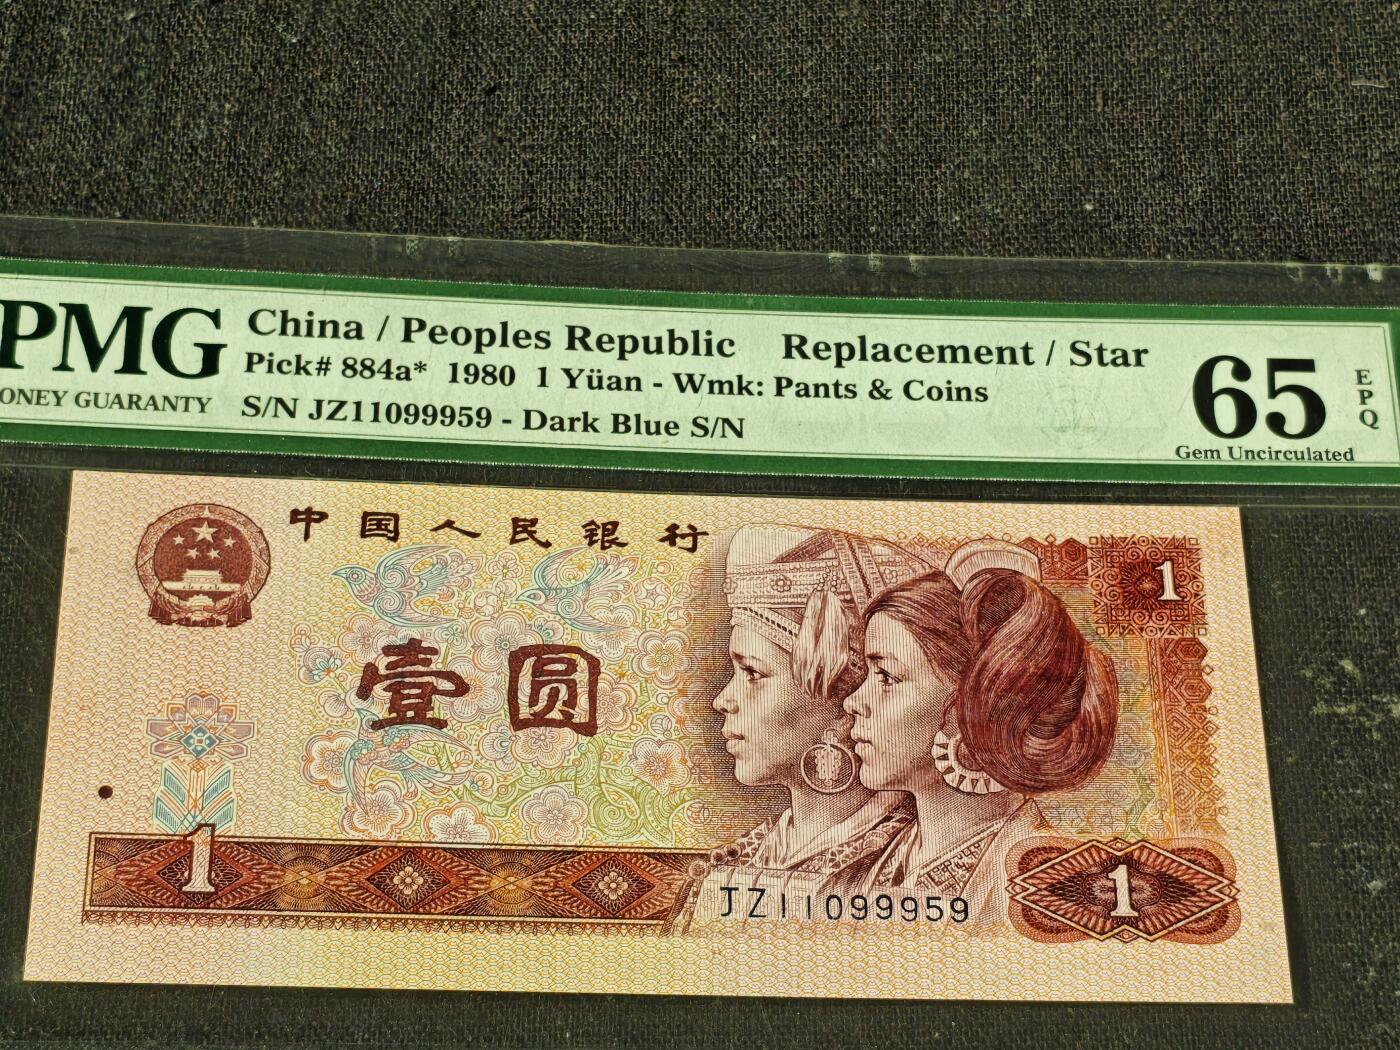 PMG
China / Peoples Republic Replacement / Star
Pick# 884a* 1980 1 Yüan - Wmk: Pants & Coins
ONEY GUARANTY
S/N JZ11099959 - Dark Blue S/N
65
EPQ
Gem Uncirculated
中国人民银行
1
壹圆
1
JZ11099959
1